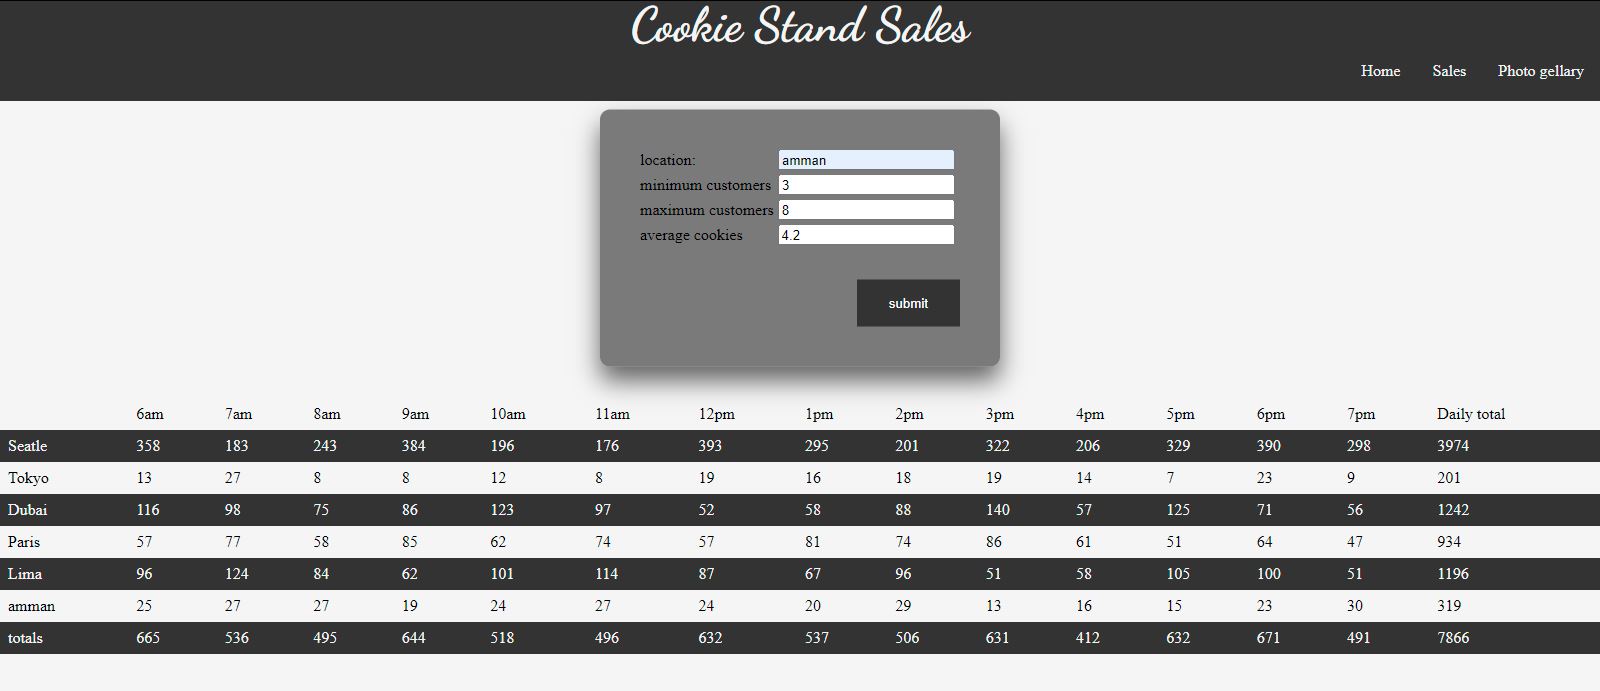 Cookie Stand Sales
Home Sales Photo gellary
location: amman
minimum customers 3
maximum customers 8
average cookies 4.2
submit
6am 7am 8am 9am 10am 11am 12pm 1pm 2pm 3pm 4pm 5pm 6pm 7pm Daily total
Seatle 358 183 243 384 196 176 393 295 201 322 206 329 390 298 3974
Tokyo 13 27 8 8 12 8 19 16 18 19 14 7 23 9 201
Dubai 116 98 75 86 123 97 52 58 88 140 57 125 71 56 1242
Paris 57 77 58 85 62 74 57 81 74 86 61 51 64 47 934
Lima 96 124 84 62 101 114 87 67 96 51 58 105 100 51 1196
amman 25 27 27 19 24 27 24 20 29 13 16 15 23 30 319
totals 665 536 495 644 518 496 632 537 506 631 412 632 671 491 7866